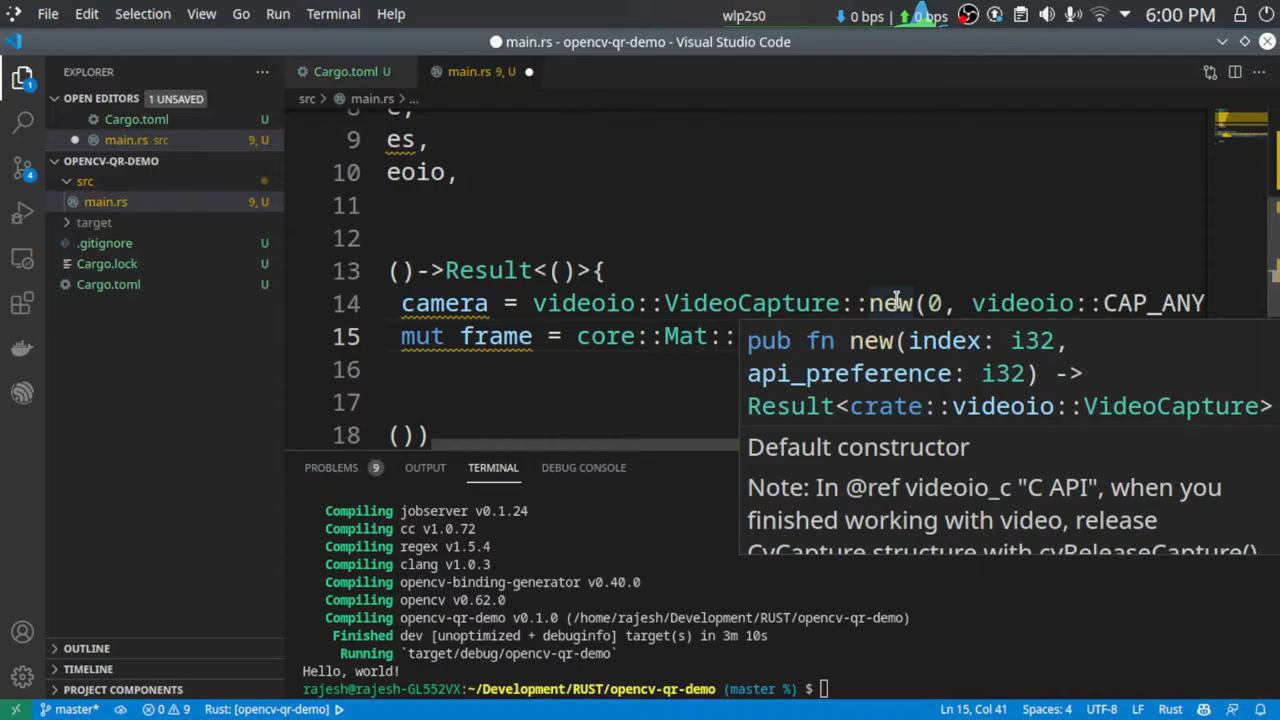 File Edit Selection View Go Run Terminal Help wlp2s0 0 bps 0 bps 6:00 PM
main.rs - opencv-qr-demo - Visual Studio Code
EXPLORER Cargo.toml U main.rs 9, U
OPEN EDITORS 1 UNSAVED src main.rs ...
Cargo.toml U
main.rs src 9, U
OPENCV-QR-DEMO
src
main.rs 9, U
target
.gitignore U
Cargo.lock U
Cargo.toml U
9 es,
10 eoio,
11
12
13 ()->Result<()>{
14 camera = videoio::VideoCapture::new(0, videoio::CAP_ANY
15 mut frame = core::Mat::
16
17
18 ())
pub fn new(index: i32,
api_preference: i32) ->
Result<crate::videoio::VideoCapture>
Default constructor
Note: In @ref videoio_c "C API", when you
finished working with video, release
CvCapture structure with cvReleaseCapture()
PROBLEMS 9 OUTPUT TERMINAL DEBUG CONSOLE
Compiling jobserver v0.1.24
Compiling cc v1.0.72
Compiling regex v1.5.4
Compiling clang v1.0.3
Compiling opencv-binding-generator v0.40.0
Compiling opencv v0.62.0
Compiling opencv-qr-demo v0.1.0 (/home/rajesh/Development/RUST/opencv-qr-demo)
Finished dev [unoptimized + debuginfo] target(s) in 3m 10s
Running `target/debug/opencv-qr-demo`
Hello, world!
rajesh@rajesh-GL552VX:~/Development/RUST/opencv-qr-demo (master %) $
OUTLINE
TIMELINE
PROJECT COMPONENTS
master* 0 9 Rust: [opencv-qr-demo] Ln 15, Col 41 Spaces: 4 UTF-8 LF Rust